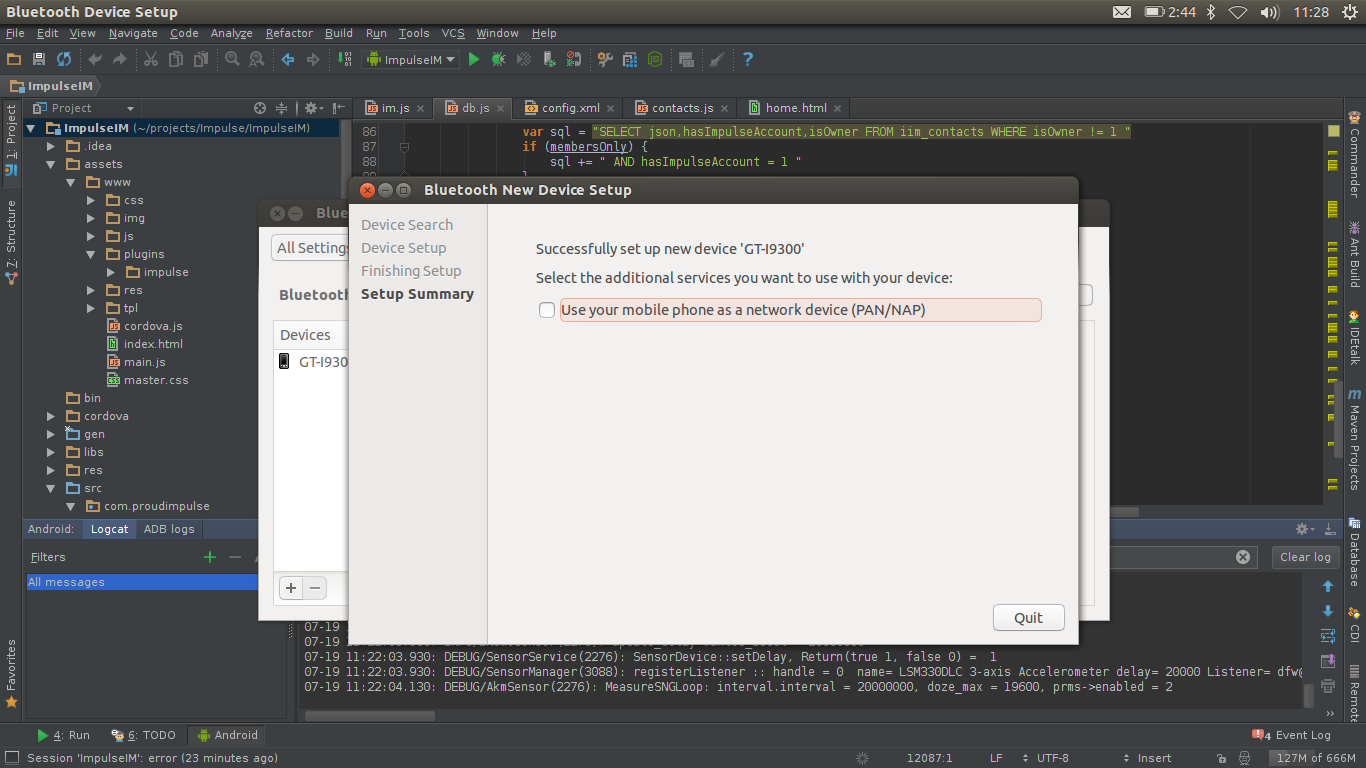 Bluetooth Device Setup
2:44
11:28
File Edit View Navigate Code Analyze Refactor Build Run Tools VCS Window Help
ImpulseIM
ImpulseIM
Project
im.js
db.js
config.xml
contacts.js
home.html
1: Project
7: Structure
Favorites
ImpulseIM (~/projects/Impulse/ImpulseIM)
.idea
assets
www
css
img
js
plugins
impulse
res
tpl
cordova.js
index.html
main.js
master.css
bin
cordova
gen
libs
res
src
com.proudimpulse
86 var sql = "SELECT json,hasImpulseAccount,isOwner FROM iim_contacts WHERE isOwner != 1 "
87 if (membersOnly) {
88 sql += " AND hasImpulseAccount = 1 "
Commander
Ant Build
IDEtalk
Maven Projects
Database
CDI
Remote
All Settings
Bluetooth
Devices
GT-I930
Bluetooth New Device Setup
Device Search
Device Setup
Finishing Setup
Setup Summary
Successfully set up new device 'GT-I9300'
Select the additional services you want to use with your device:
Use your mobile phone as a network device (PAN/NAP)
Quit
Android: Logcat ADB logs
Filters
All messages
Clear log
07-19
07-19
07-19 11:22:03.930: DEBUG/SensorService(2276): SensorDevice::setDelay, Return(true 1, false 0) = 1
07-19 11:22:03.930: DEBUG/SensorManager(3088): registerListener :: handle = 0 name= LSM330DLC 3-axis Accelerometer delay= 20000 Listener= dfw@
07-19 11:22:04.130: DEBUG/AkmSensor(2276): MeasureSNGLoop: interval.interval = 20000000, doze_max = 19600, prms->enabled = 2
4: Run
6: TODO
Android
4 Event Log
Session 'ImpulseIM': error (23 minutes ago)
12087:1 LF UTF-8 Insert 127M of 666M